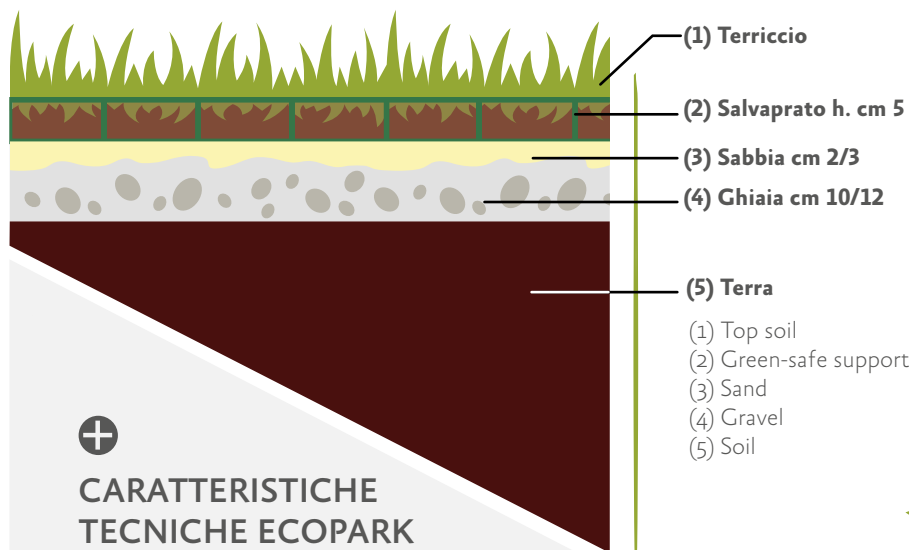 (1) Terriccio
(2) Salvaprato h. cm 5
(3) Sabbia cm 2/3
(4) Ghiaia cm 10/12
(5) Terra
(1) Top soil
(2) Green-safe support
(3) Sand
(4) Gravel
(5) Soil
CARATTERISTICHE
TECNICHE ECOPARK